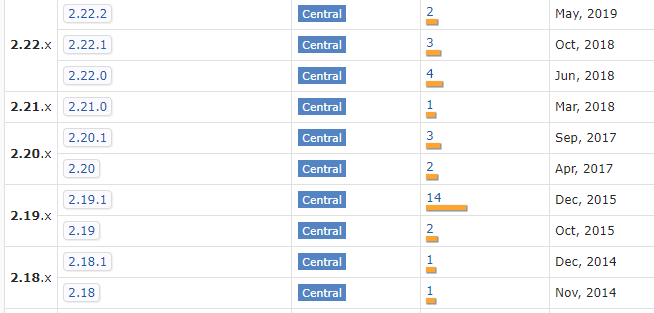 2.22.2 Central 2 May, 2019
2.22.x 2.22.1 Central 3 Oct, 2018
2.22.0 Central 4 Jun, 2018
2.21.x 2.21.0 Central 1 Mar, 2018
2.20.x
2.20.1 Central 3 Sep, 2017
2.20 Central 2 Apr, 2017
2.19.x
2.19.1 Central 14 Dec, 2015
2.19 Central 2 Oct, 2015
2.18.x
2.18.1 Central 1 Dec, 2014
2.18 Central 1 Nov, 2014